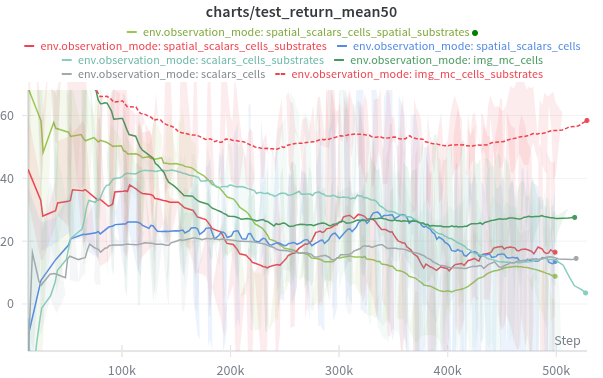 charts/test_return_mean50
env.observation_mode: spatial_scalars_cells_spatial_substrates
env.observation_mode: spatial_scalars_cells_substrates env.observation_mode: spatial_scalars_cells
env.observation_mode: scalars_cells_substrates env.observation_mode: img_mc_cells
env.observation_mode: scalars_cells env.observation_mode: img_mc_cells_substrates
60
40
20
0
Step
100k 200k 300k 400k 500k